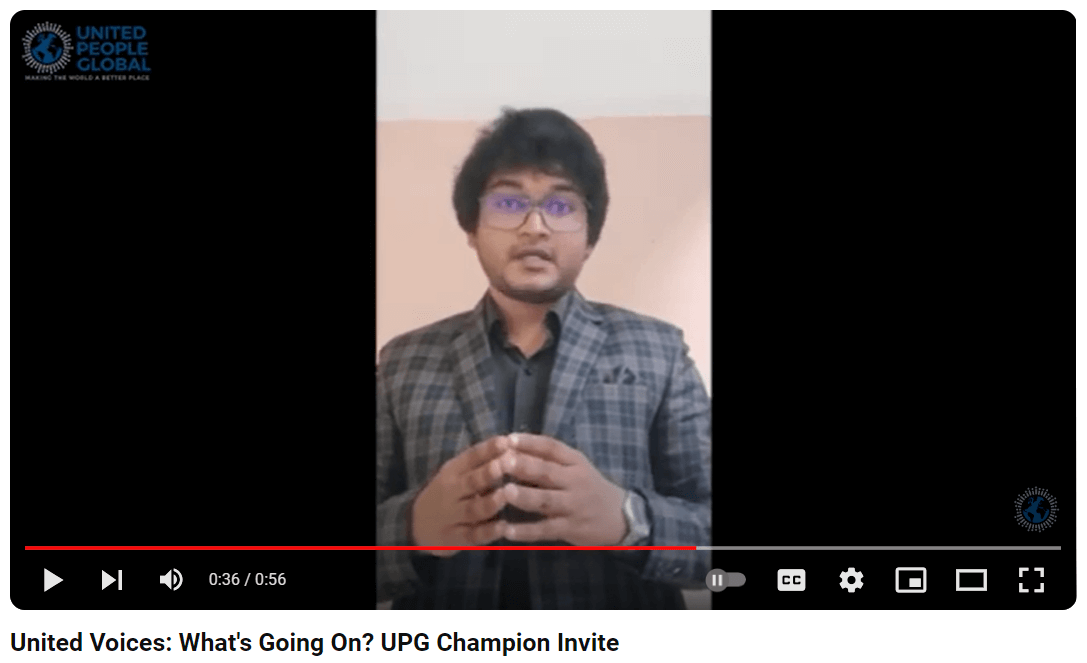 UNITED
PEOPLE
GLOBAL
MAKING THE WORLD A BETTER PLACE
0:36 / 0:56
CC
United Voices: What's Going On? UPG Champion Invite